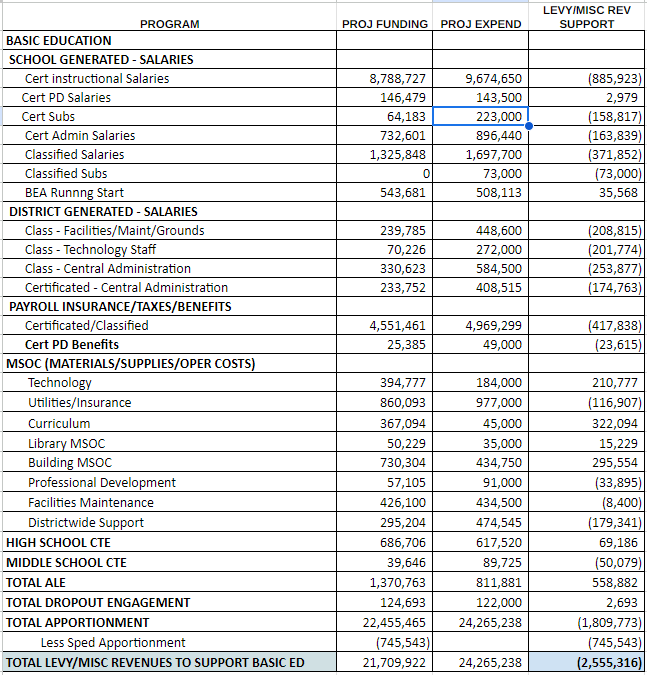 LEVY/MISC REV
PROGRAM PROJ FUNDING PROJ EXPEND SUPPORT
BASIC EDUCATION
SCHOOL GENERATED - SALARIES
Cert instructional Salaries 8,788,727 9,674,650 (885,923)
Cert PD Salaries 146,479 143,500 2,979
Cert Subs 64,183 223,000 (158,817)
Cert Admin Salaries 732,601 896,440 (163,839)
Classified Salaries 1,325,848 1,697,700 (371,852)
Classified Subs 0 73,000 (73,000)
BEA Runnng Start 543,681 508,113 35,568
DISTRICT GENERATED - SALARIES
Class - Facilities/Maint/Grounds 239,785 448,600 (208,815)
Class - Technology Staff 70,226 272,000 (201,774)
Class - Central Administration 330,623 584,500 (253,877)
Certificated - Central Administration 233,752 408,515 (174,763)
PAYROLL INSURANCE/TAXES/BENEFITS
Certificated/Classified 4,551,461 4,969,299 (417,838)
Cert PD Benefits 25,385 49,000 (23,615)
MSOC (MATERIALS/SUPPLIES/OPER COSTS)
Technology 394,777 184,000 210,777
Utilities/Insurance 860,093 977,000 (116,907)
Curriculum 367,094 45,000 322,094
Library MSOC 50,229 35,000 15,229
Building MSOC 730,304 434,750 295,554
Professional Development 57,105 91,000 (33,895)
Facilities Maintenance 426,100 434,500 (8,400)
Districtwide Support 295,204 474,545 (179,341)
HIGH SCHOOL CTE 686,706 617,520 69,186
MIDDLE SCHOOL CTE 39,646 89,725 (50,079)
TOTAL ALE 1,370,763 811,881 558,882
TOTAL DROPOUT ENGAGEMENT 124,693 122,000 2,693
TOTAL APPORTIONMENT 22,455,465 24,265,238 (1,809,773)
Less Sped Apportionment (745,543) (745,543)
TOTAL LEVY/MISC REVENUES TO SUPPORT BASIC ED 21,709,922 24,265,238 (2,555,316)